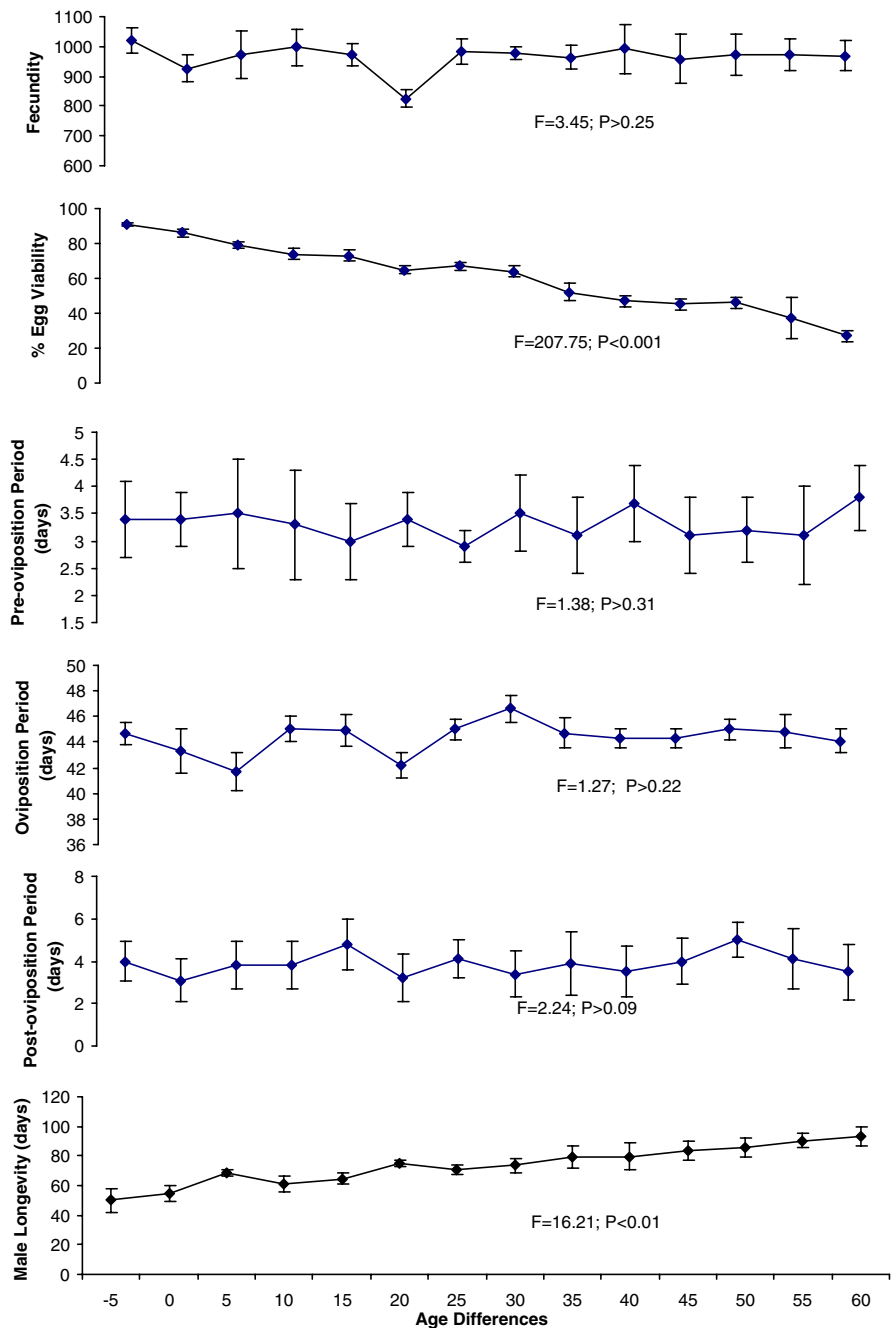 Fecundity
1100
1000
900
800
700
600
F=3.45; P>0.25
% Egg Viability
100
80
60
40
20
0
F=207.75; P<0.001
Pre-oviposition Period
(days)
5
4.5
4
3.5
3
2.5
2
1.5
F=1.38; P>0.31
Oviposition Period
(days)
50
48
46
44
42
40
38
36
F=1.27; P>0.22
Post-oviposition Period
(days)
8
6
4
2
0
F=2.24; P>0.09
Male Longevity (days)
120
100
80
60
40
20
0
F=16.21; P<0.01
-5 0 5 10 15 20 25 30 35 40 45 50 55 60
Age Differences